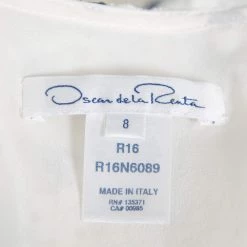 Oscar de la Renta
8
R16
R16N6089
MADE IN ITALY
RN# 135371
CA# 00985